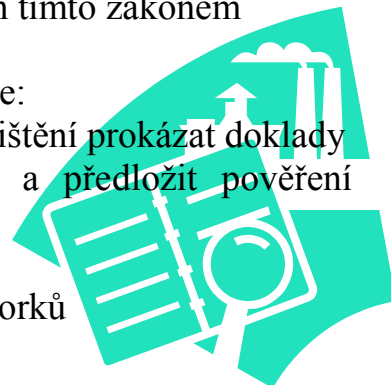 tímto zákonem
e:
ištění prokázat doklady
a předložit pověření
orků